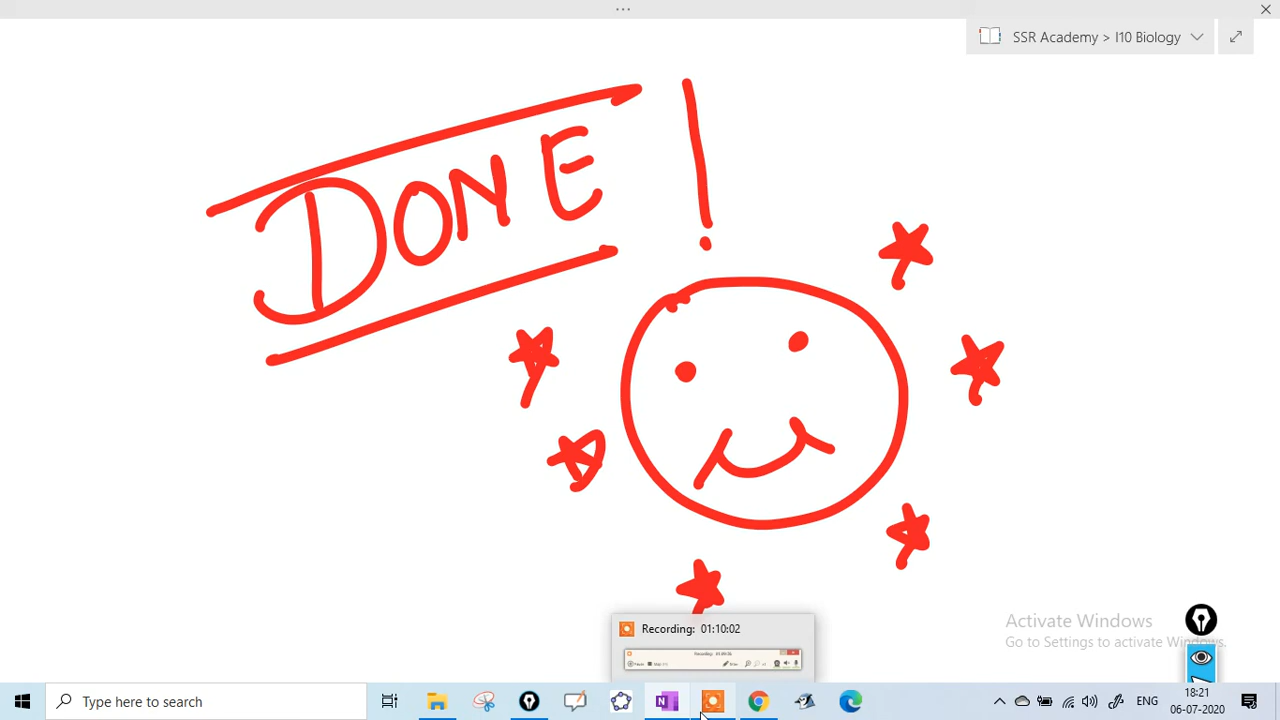 SSR Academy > I10 Biology
DONE !
Recording: 01:10:02
Activate Windows
Go to Settings to activate Windows.
Type here to search
ENG
18:21
06-07-2020